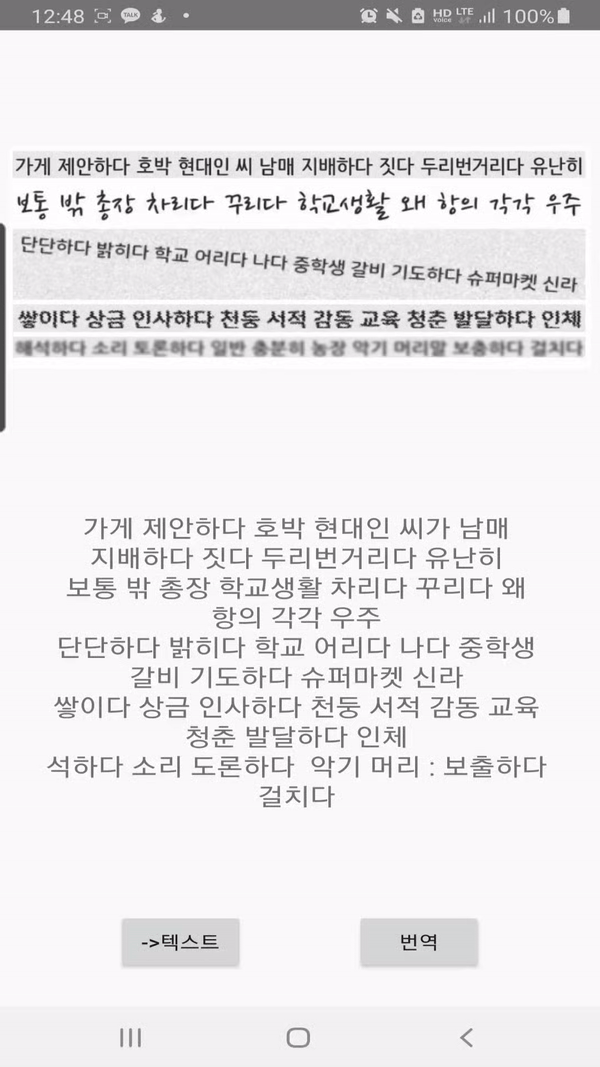 12:48 TALK HD voice LTE 100%
가게 제안하다 호박 현대인 씨 남매 지배하다 짓다 두리번거리다 유난히
보통 밖 총장 차리다 꾸리다 학교생활 왜 항의 각각 우주
단단하다 밝히다 학교 어리다 나다 중학생 갈비 기도하다 슈퍼마켓 신라
쌓이다 상금 인사하다 천둥 서적 감동 교육 청춘 발달하다 인체
해석하다 소리 토론하다 일반 충분히 농장 악기 머리말 보충하다 걸치다
가게 제안하다 호박 현대인 씨가 남매
지배하다 짓다 두리번거리다 유난히
보통 밖 총장 학교생활 차리다 꾸리다 왜
항의 각각 우주
단단하다 밝히다 학교 어리다 나다 중학생
갈비 기도하다 슈퍼마켓 신라
쌓이다 상금 인사하다 천둥 서적 감동 교육
청춘 발달하다 인체
석하다 소리 도론하다 악기 머리 : 보출하다
걸치다
->텍스트 번역